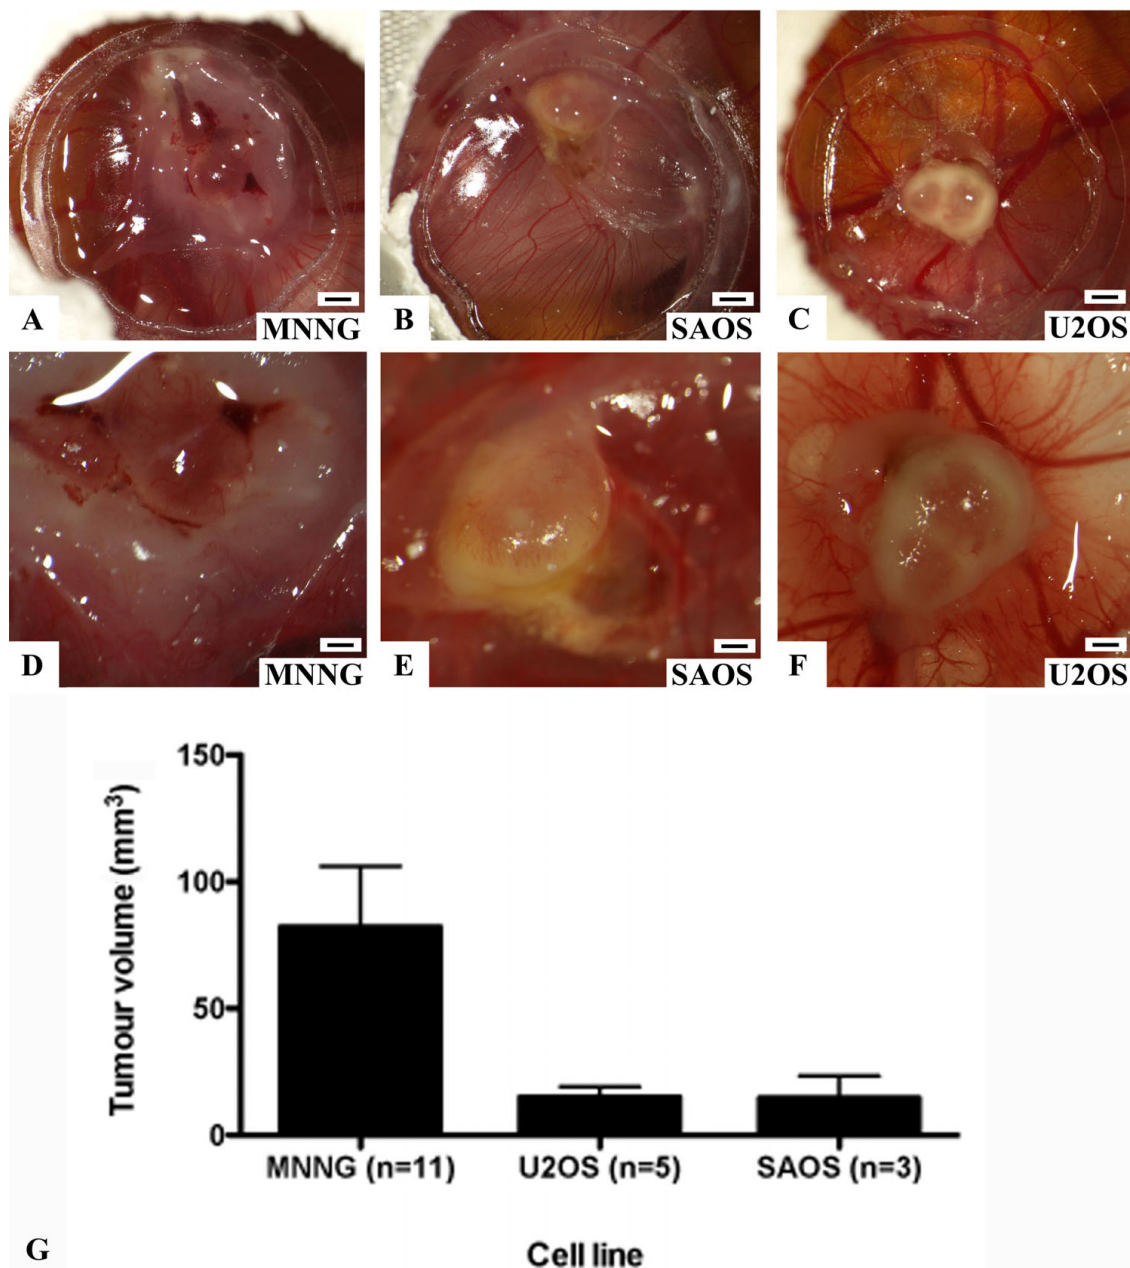 A MNNG
B SAOS
C U2OS
D MNNG
E SAOS
F U2OS
Tumour volume (mm³)
150
100
50
0
MNNG (n=11) U2OS (n=5) SAOS (n=3)
Cell line
G